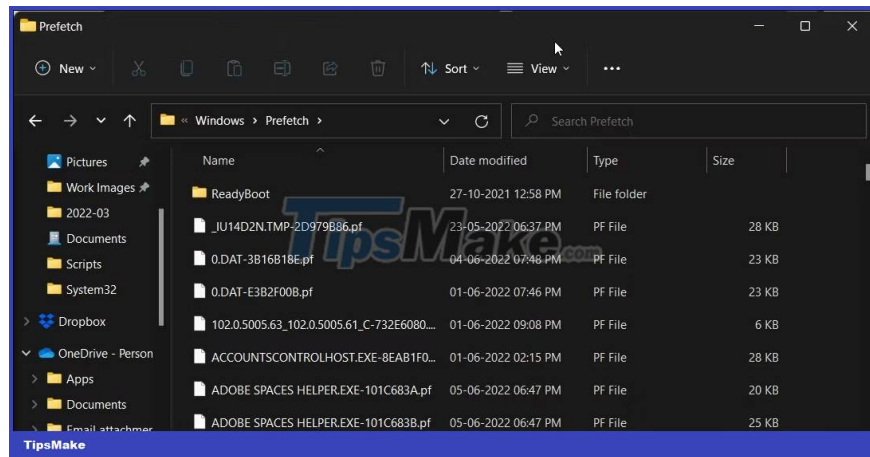 Prefetch
New
Sort
View
« Windows > Prefetch >
Search Prefetch
Name Date modified Type Size
Pictures
Work Images
2022-03
Documents
Scripts
System32
Dropbox
OneDrive - Person
Apps
Documents
Email attachmer
ReadyBoot 27-10-2021 12:58 PM File folder
_IU14D2N.TMP-2D979B86.pf 23-05-2022 06:37 PM PF File 28 KB
0.DAT-3B16B18E.pf 04-06-2022 07:48 PM PF File 23 KB
0.DAT-E3B2F00B.pf 01-06-2022 07:46 PM PF File 23 KB
102.0.5005.63_102.0.5005.61_C-732E6080.... 01-06-2022 09:08 PM PF File 6 KB
ACCOUNTSCONTROLHOST.EXE-8EAB1F0... 01-06-2022 02:15 PM PF File 28 KB
ADOBE SPACES HELPER.EXE-101C683A.pf 05-06-2022 06:47 PM PF File 20 KB
ADOBE SPACES HELPER.EXE-101C683B.pf 05-06-2022 06:47 PM PF File 25 KB
TipsMake.com
TipsMake